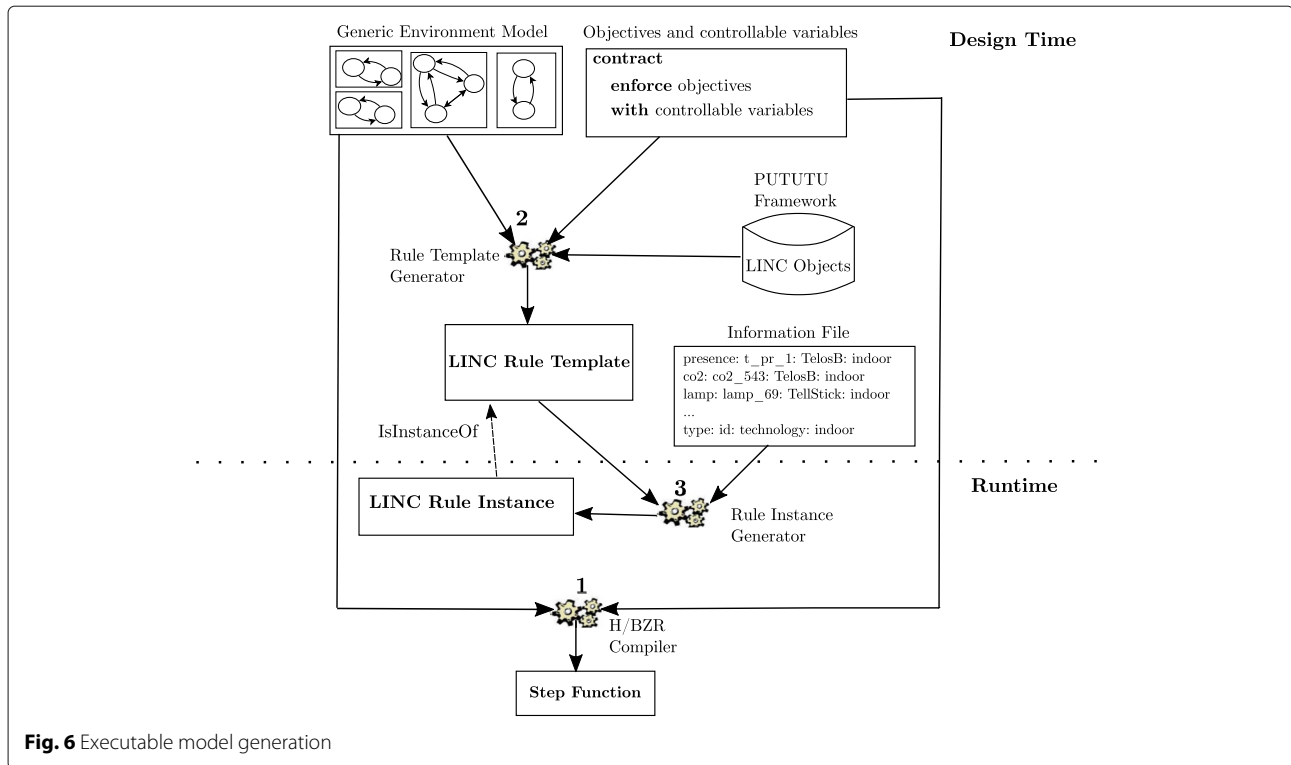 Generic Environment Model
Objectives and controllable variables
Design Time
contract
enforce objectives
with controllable variables
PUTUTU
Framework
LINC Objects
2
Rule Template
Generator
LINC Rule Template
Information File
presence: t_pr_1: TelosB: indoor
co2: co2_543: TelosB: indoor
lamp: lamp_69: TellStick: indoor
...
type: id: technology: indoor
IsInstanceOf
Runtime
LINC Rule Instance
3
Rule Instance
Generator
1
H/BZR
Compiler
Step Function
Fig. 6 Executable model generation